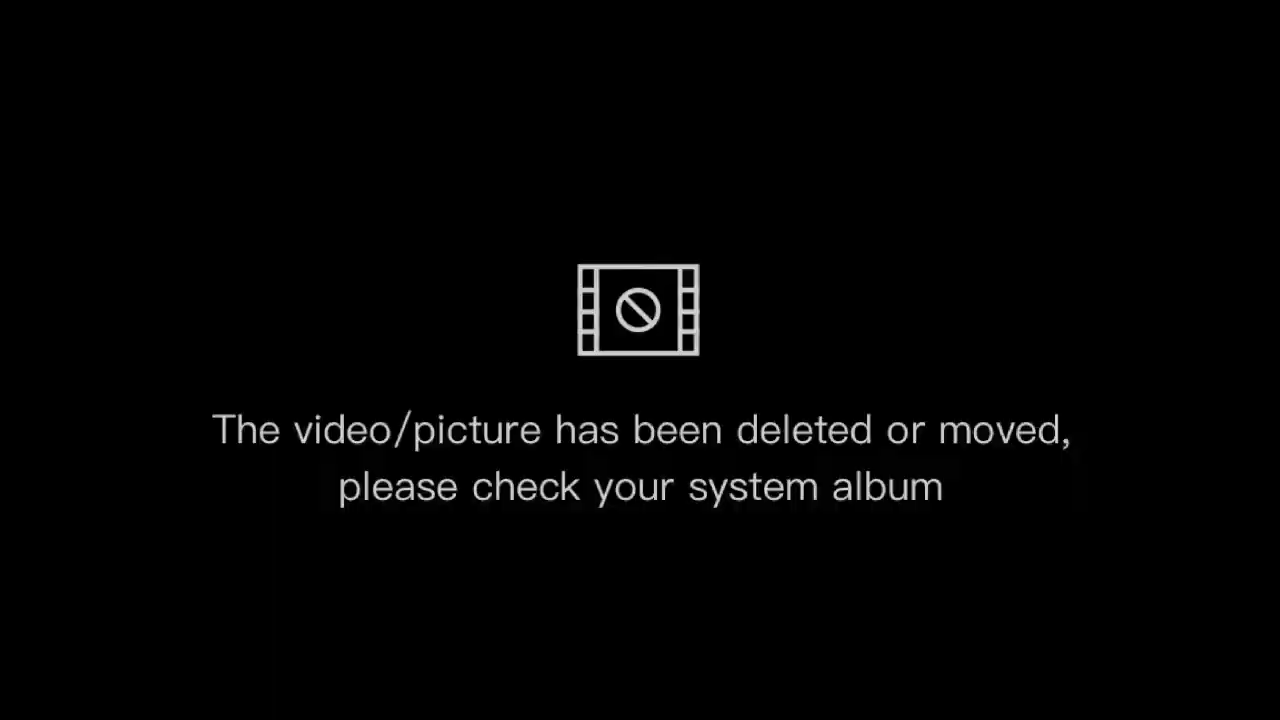 The video/picture has been deleted or moved,
please check your system album